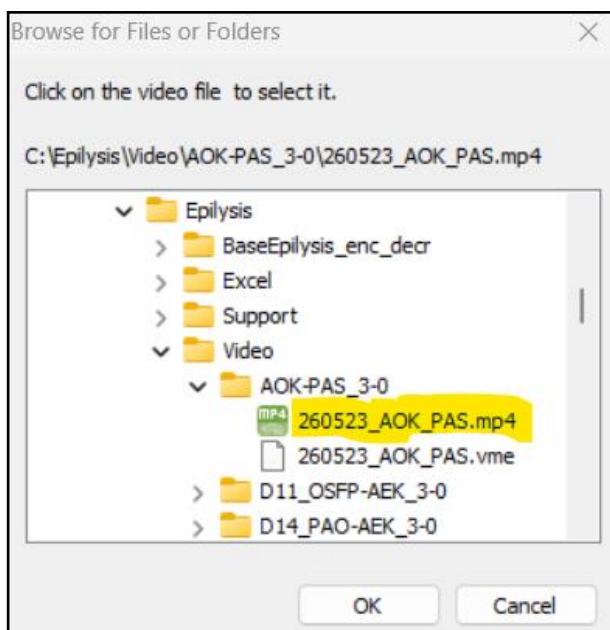 Browse for Files or Folders
Click on the video file to select it.
C:\Epilysis\Video\AOK-PAS_3-0\260523_AOK_PAS.mp4
Epilysis
BaseEpilysis_enc_decr
Excel
Support
Video
AOK-PAS_3-0
MP4
260523_AOK_PAS.mp4
260523_AOK_PAS.vme
D11_OSFP-AEK_3-0
D14_PAO-AEK_3-0
OK Cancel